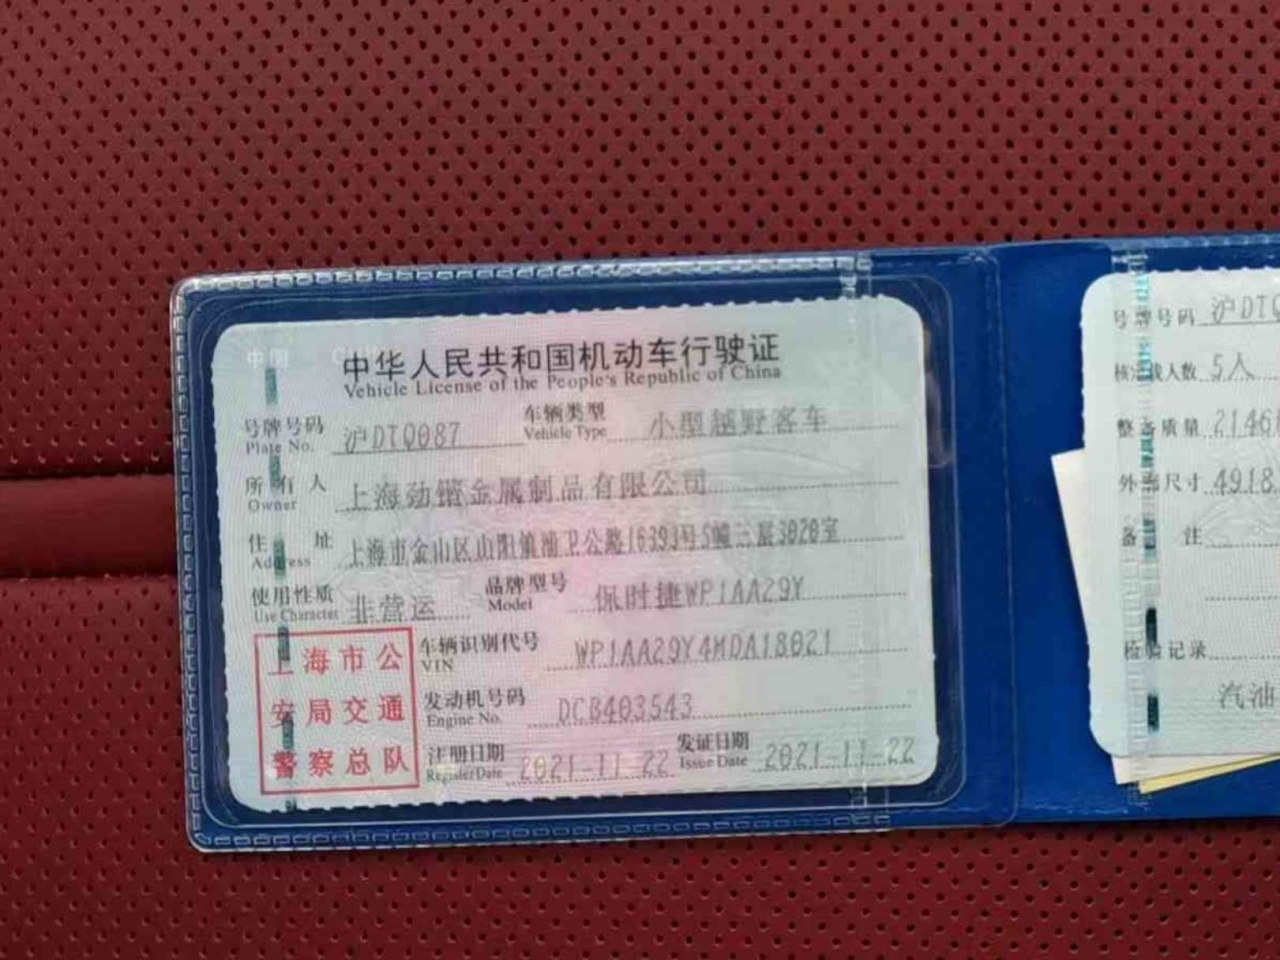 中华人民共和国机动车行驶证
Vehicle License of the People's Republic of China
号牌号码 沪DTQ087 车辆类型 小型越野客车
Plate No. Vehicle Type
所有人 上海劲锴金属制品有限公司
Owner
住址 上海市金山区山阳镇浦卫公路16393号5幢三层3020室
Address
使用性质 非营运 品牌型号 保时捷WP1AA29Y
Use Character Model
车辆识别代号 WP1AA29Y4MDA18021
VIN
发动机号码 DCB403543
Engine No.
注册日期 2021-11-22 发证日期 2021-11-22
Register Date Issue Date
上海市公
安局交通
警察总队
号牌号码 沪DTQ
核定载人数 5人
整备质量 2146
外廓尺寸 4918
备注
检验记录
汽油